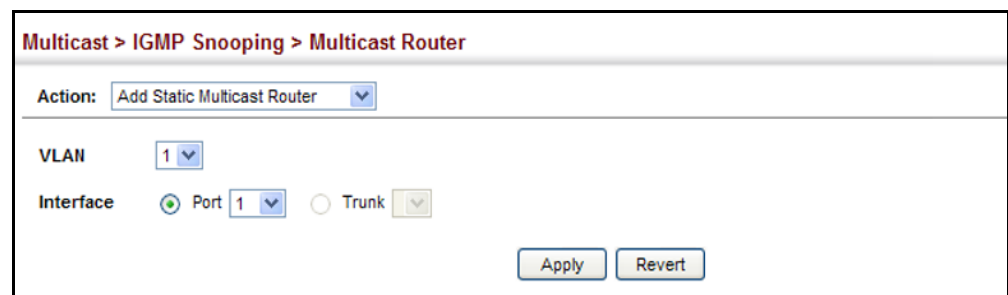 Multicast > IGMP Snooping > Multicast Router
Action: Add Static Multicast Router
VLAN 1
Interface Port 1 Trunk
Apply Revert